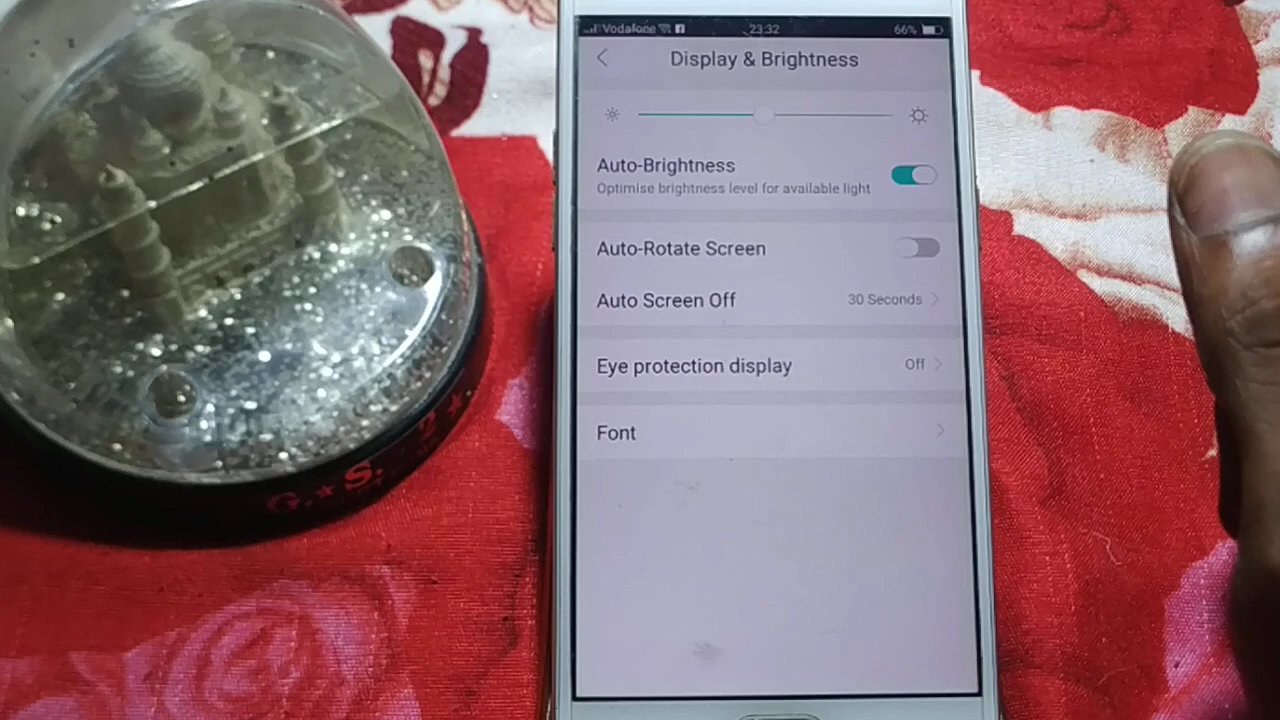 Vodafone 23:32 66%
Display & Brightness
Auto-Brightness
Optimise brightness level for available light
Auto-Rotate Screen
Auto Screen Off 30 Seconds
Eye protection display Off
Font
G.★S.